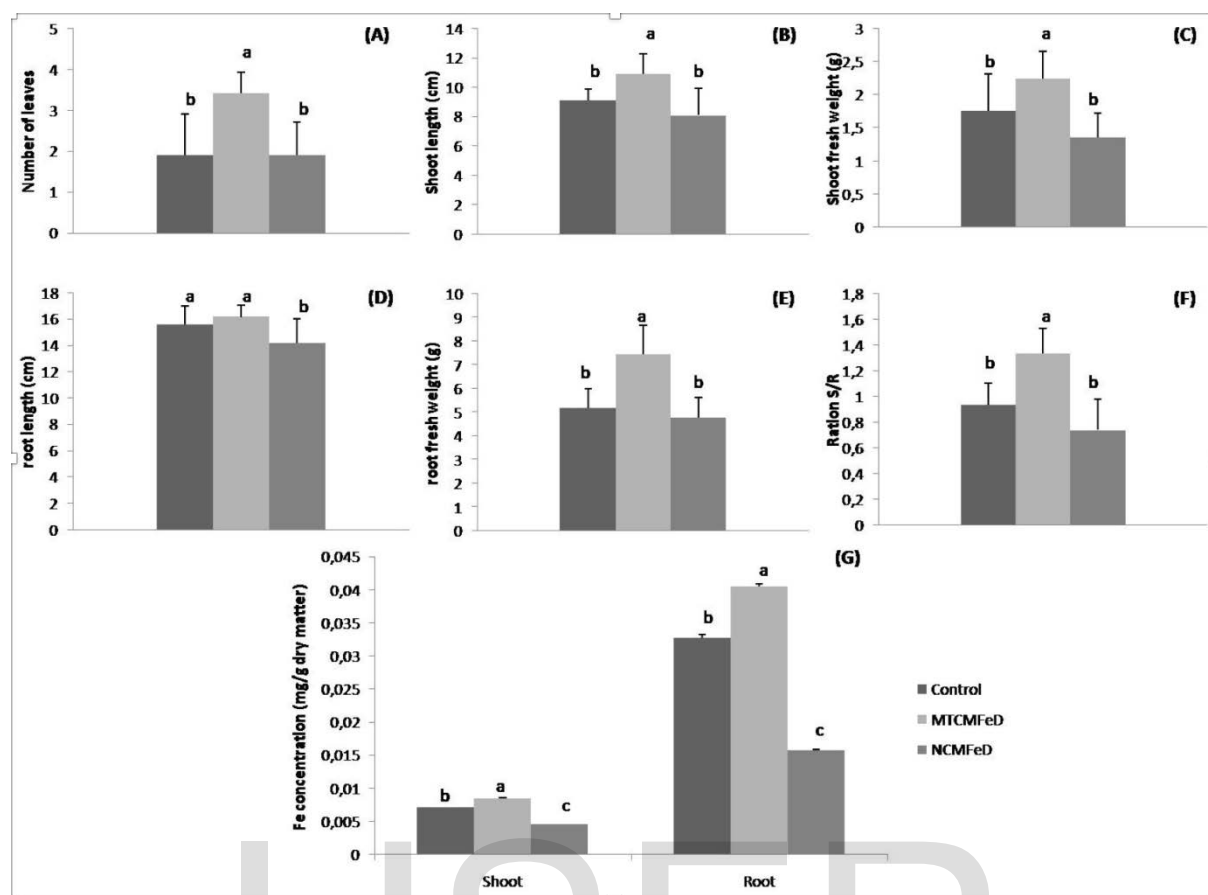 (A)
Number of leaves
5
4
3
2
1
0
b
a
b
(B)
Shoot length (cm)
14
12
10
8
6
4
2
0
b
a
b
(C)
Shoot fresh weight (g)
3
2,5
2
1,5
1
0,5
0
b
a
b
(D)
root length (cm)
18
16
14
12
10
8
6
4
2
0
a
a
b
(E)
root fresh weight (g)
10
9
8
7
6
5
4
3
2
1
0
b
a
b
(F)
Ration S/R
1,8
1,6
1,4
1,2
1
0,8
0,6
0,4
0,2
0
b
a
b
(G)
Fe concentration (mg/g dry matter)
0,045
0,04
0,035
0,03
0,025
0,02
0,015
0,01
0,005
0
b
a
c
b
a
c
Shoot
Root
Control
MTCMFeD
NCMFeD